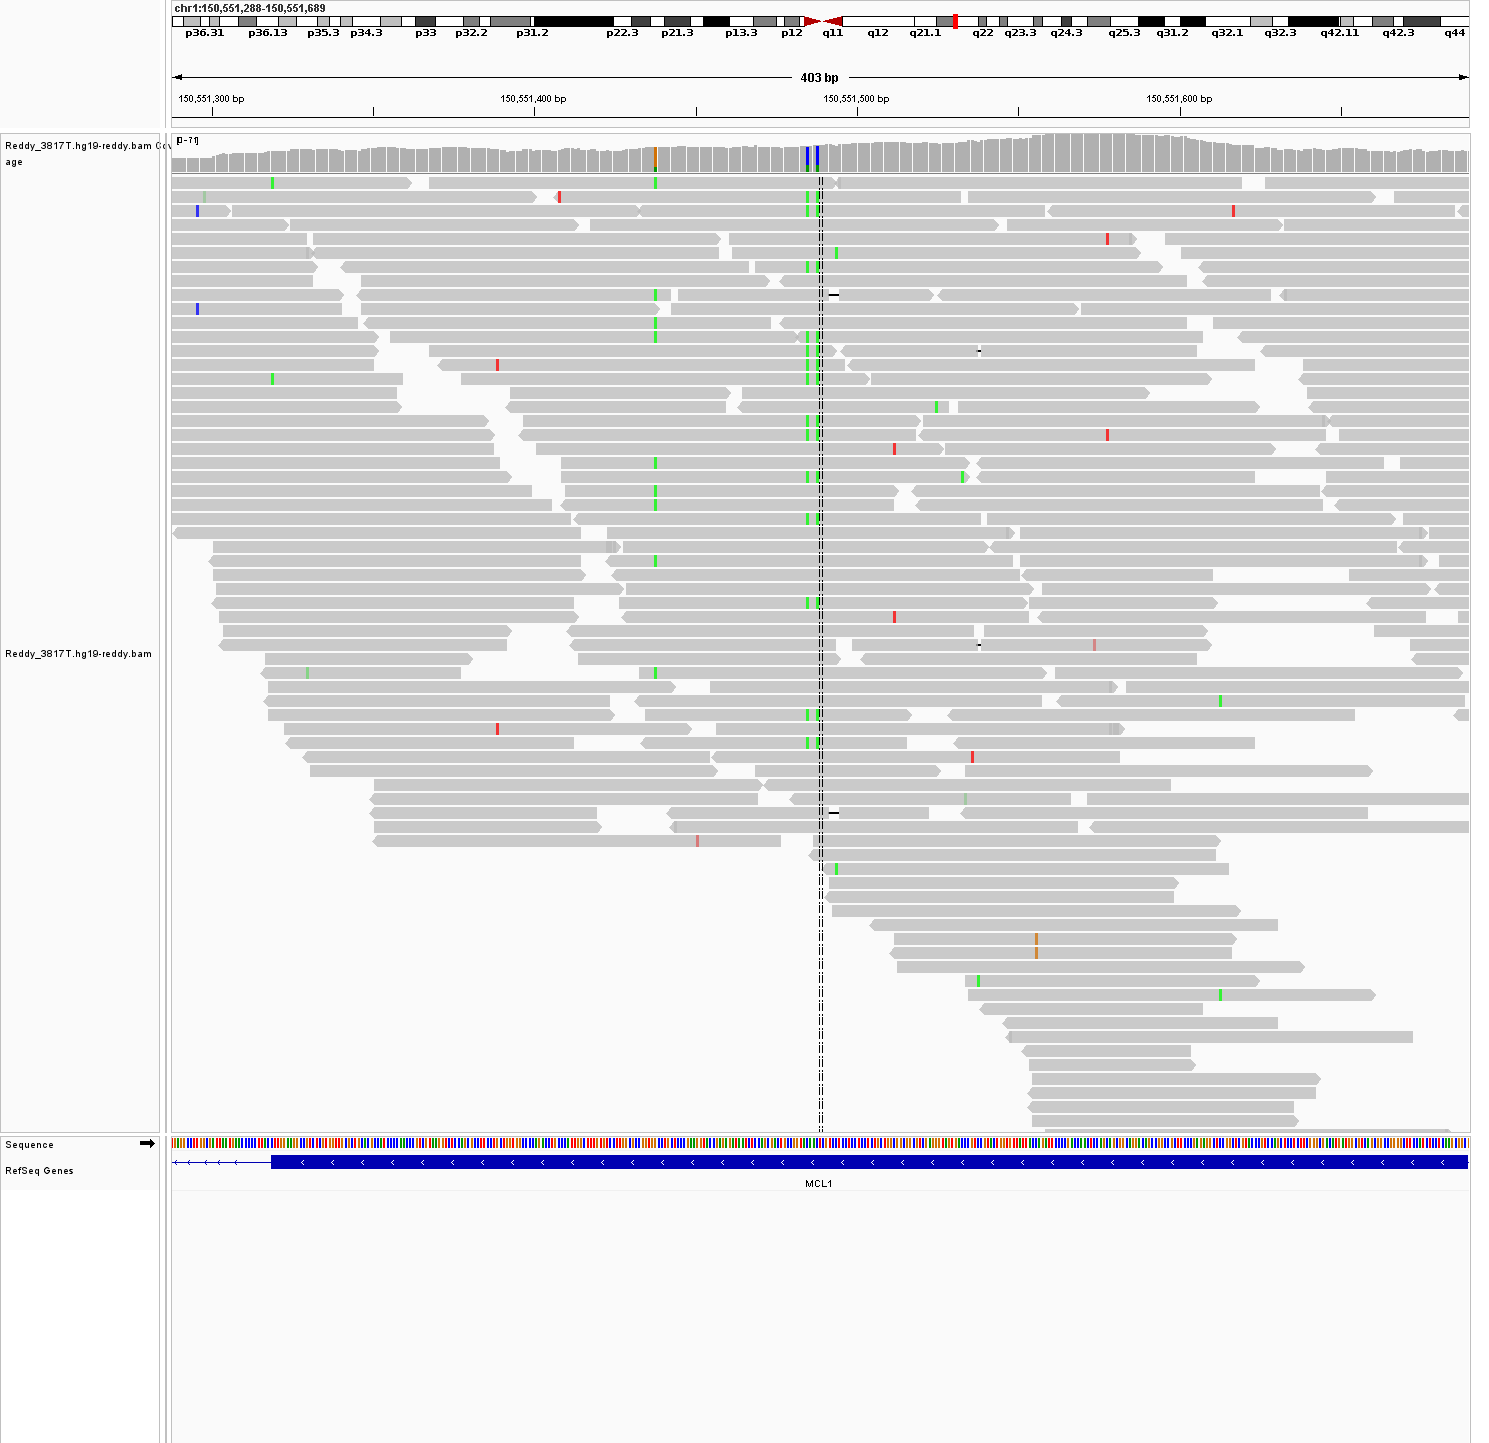 chr1:150,551,288-150,551,689
p36.31 p36.13 p35.3 p34.3 p33 p32.2 p31.2 p22.3 p21.3 p13.3 p12 q11 q12 q21.1 q22 q23.3 q24.3 q25.3 q31.2 q32.1 q32.3 q42.11 q42.3 q44
403 bp
150,551,300 bp 150,551,400 bp 150,551,500 bp 150,551,600 bp
[0-71]
Reddy_3817T.hg19-reddy.bam Cov
age
Reddy_3817T.hg19-reddy.bam
Sequence
RefSeq Genes
MCL1